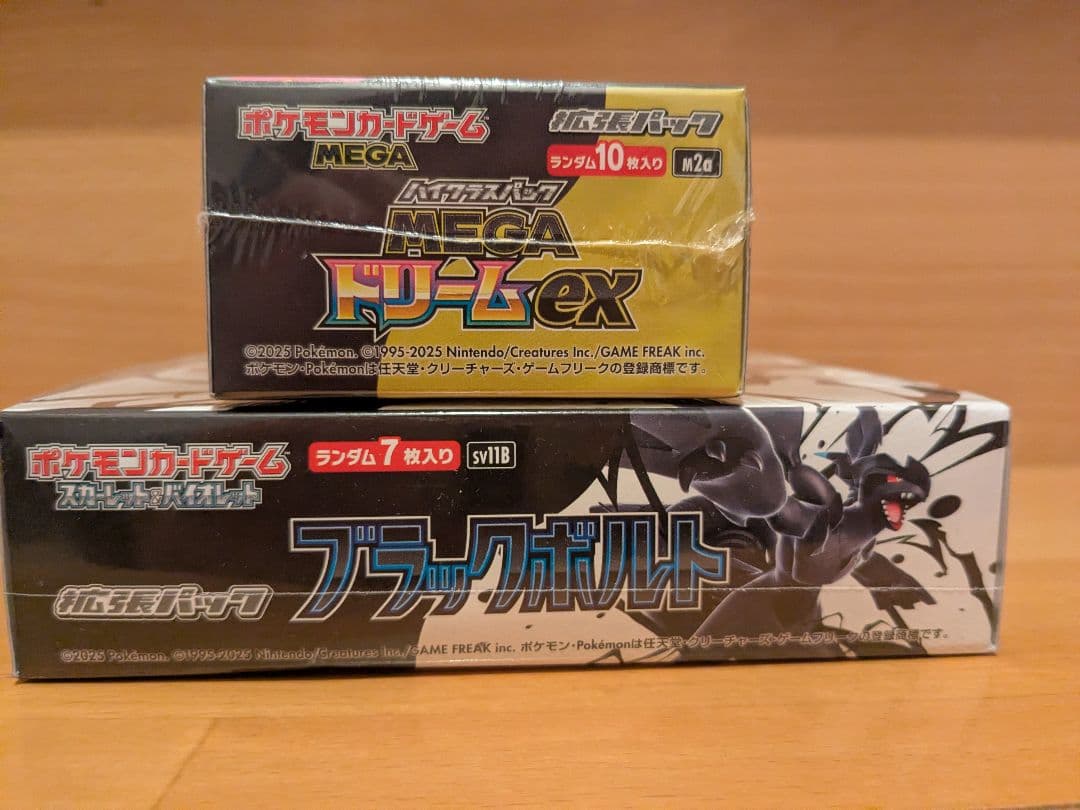 ポケモンカードゲーム
MEGA
拡張パック
ランダム10枚入り
M2a
ハイクラスパック
MEGA
ドリームex
©2025 Pokémon. ©1995-2025 Nintendo/Creatures Inc./GAME FREAK inc.
ポケモン・Pokémonは任天堂・クリーチャーズ・ゲームフリークの登録商標です。
ポケモンカードゲーム
スカーレット&バイオレット
ランダム7枚入り
SV11B
ブラックボルト
拡張パック
©2025 Pokémon. ©1995-2025 Nintendo/Creatures Inc./GAME FREAK inc. ポケモン・Pokémonは任天堂・クリーチャーズ・ゲームフリークの登録商標です。